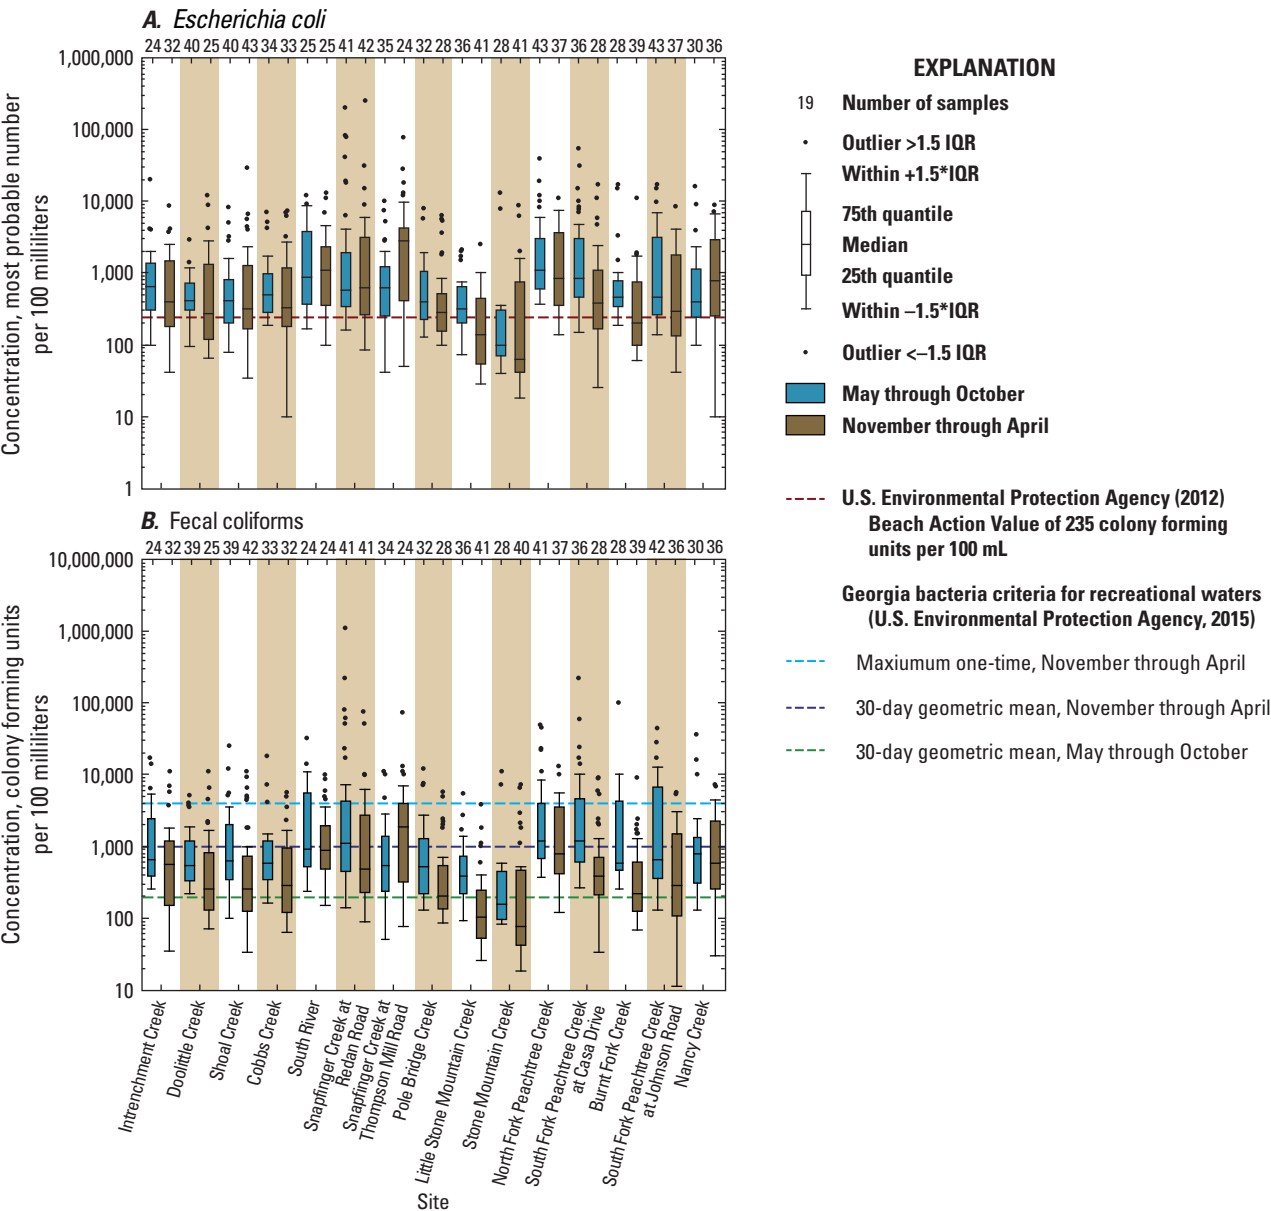 A. Escherichia coli
24 32 40 25 40 43 34 33 25 25 41 42 35 24 32 28 36 41 28 41 43 37 36 28 28 39 43 37 30 36
1,000,000
100,000
10,000
1,000
100
10
1
Concentration, most probable number
per 100 milliliters
B. Fecal coliforms
24 32 39 25 39 42 33 32 24 24 41 41 34 24 32 28 36 41 28 40 41 37 36 28 28 39 42 36 30 36
10,000,000
1,000,000
100,000
10,000
1,000
100
10
Concentration, colony forming units
per 100 milliliters
Intrenchment Creek
Doolittle Creek
Shoal Creek
Cobbs Creek
South River
Snapfinger Creek at
Redan Road
Snapfinger Creek at
Thompson Mill Road
Pole Bridge Creek
Little Stone Mountain Creek
Stone Mountain Creek
North Fork Peachtree Creek
South Fork Peachtree Creek
at Casa Drive
Burnt Fork Creek
South Fork Peachtree Creek
at Johnson Road
Nancy Creek
Site
EXPLANATION
19 Number of samples
Outlier >1.5 IQR
Within +1.5*IQR
75th quantile
Median
25th quantile
Within –1.5*IQR
Outlier <–1.5 IQR
May through October
November through April
U.S. Environmental Protection Agency (2012)
Beach Action Value of 235 colony forming
units per 100 mL
Georgia bacteria criteria for recreational waters
(U.S. Environmental Protection Agency, 2015)
Maxiumum one-time, November through April
30-day geometric mean, November through April
30-day geometric mean, May through October